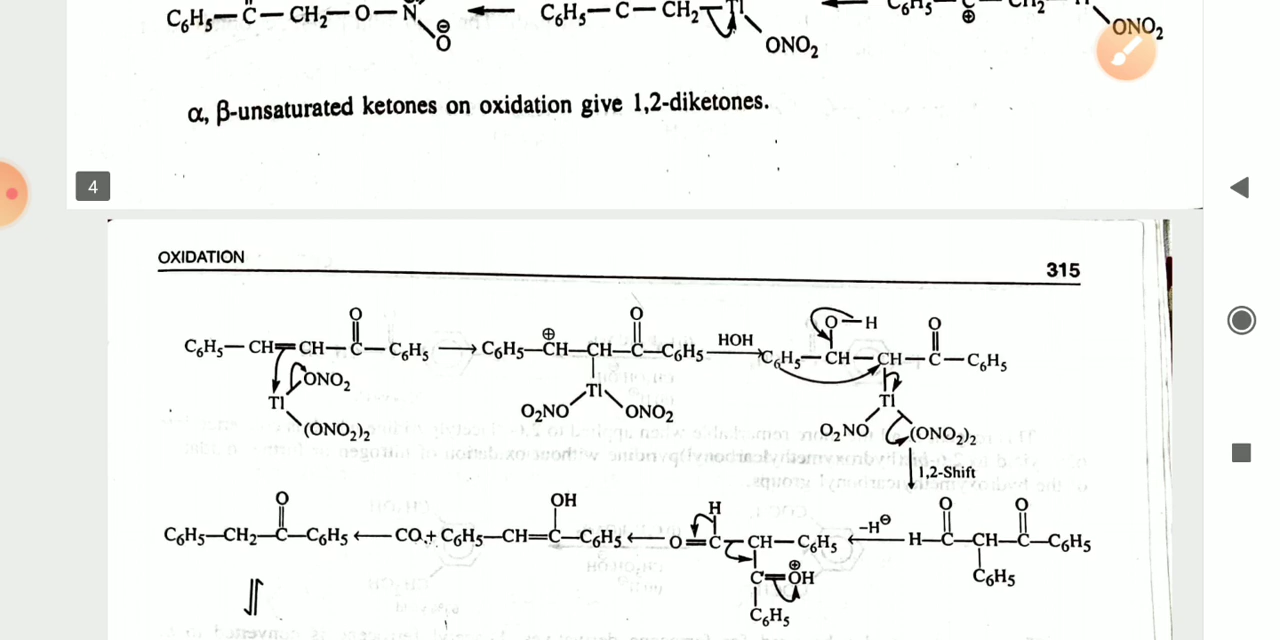 C₆H₅—C—CH₂—O—N ⟵ C₆H₅—C—CH₂—Tl ⟵
⊖
O
ONO₂
⊕
ONO₂
α, β-unsaturated ketones on oxidation give 1,2-diketones.
4
OXIDATION
315
O
C₆H₅—CH=CH—C—C₆H₅
ONO₂
Tl
(ONO₂)₂
⟶
⊕
O
C₆H₅—CH—CH—C—C₆H₅
Tl
O₂NO
ONO₂
HOH
O—H
O
C₆H₅—CH—CH—C—C₆H₅
Tl
O₂NO
(ONO₂)₂
1,2-Shift
O
O
H—C—CH—C—C₆H₅
C₆H₅
−H⊖
H
O=C—CH—C₆H₅
⊕
C=OH
C₆H₅
OH
CO + C₆H₅—CH=C—C₆H₅
O
C₆H₅—CH₂—C—C₆H₅